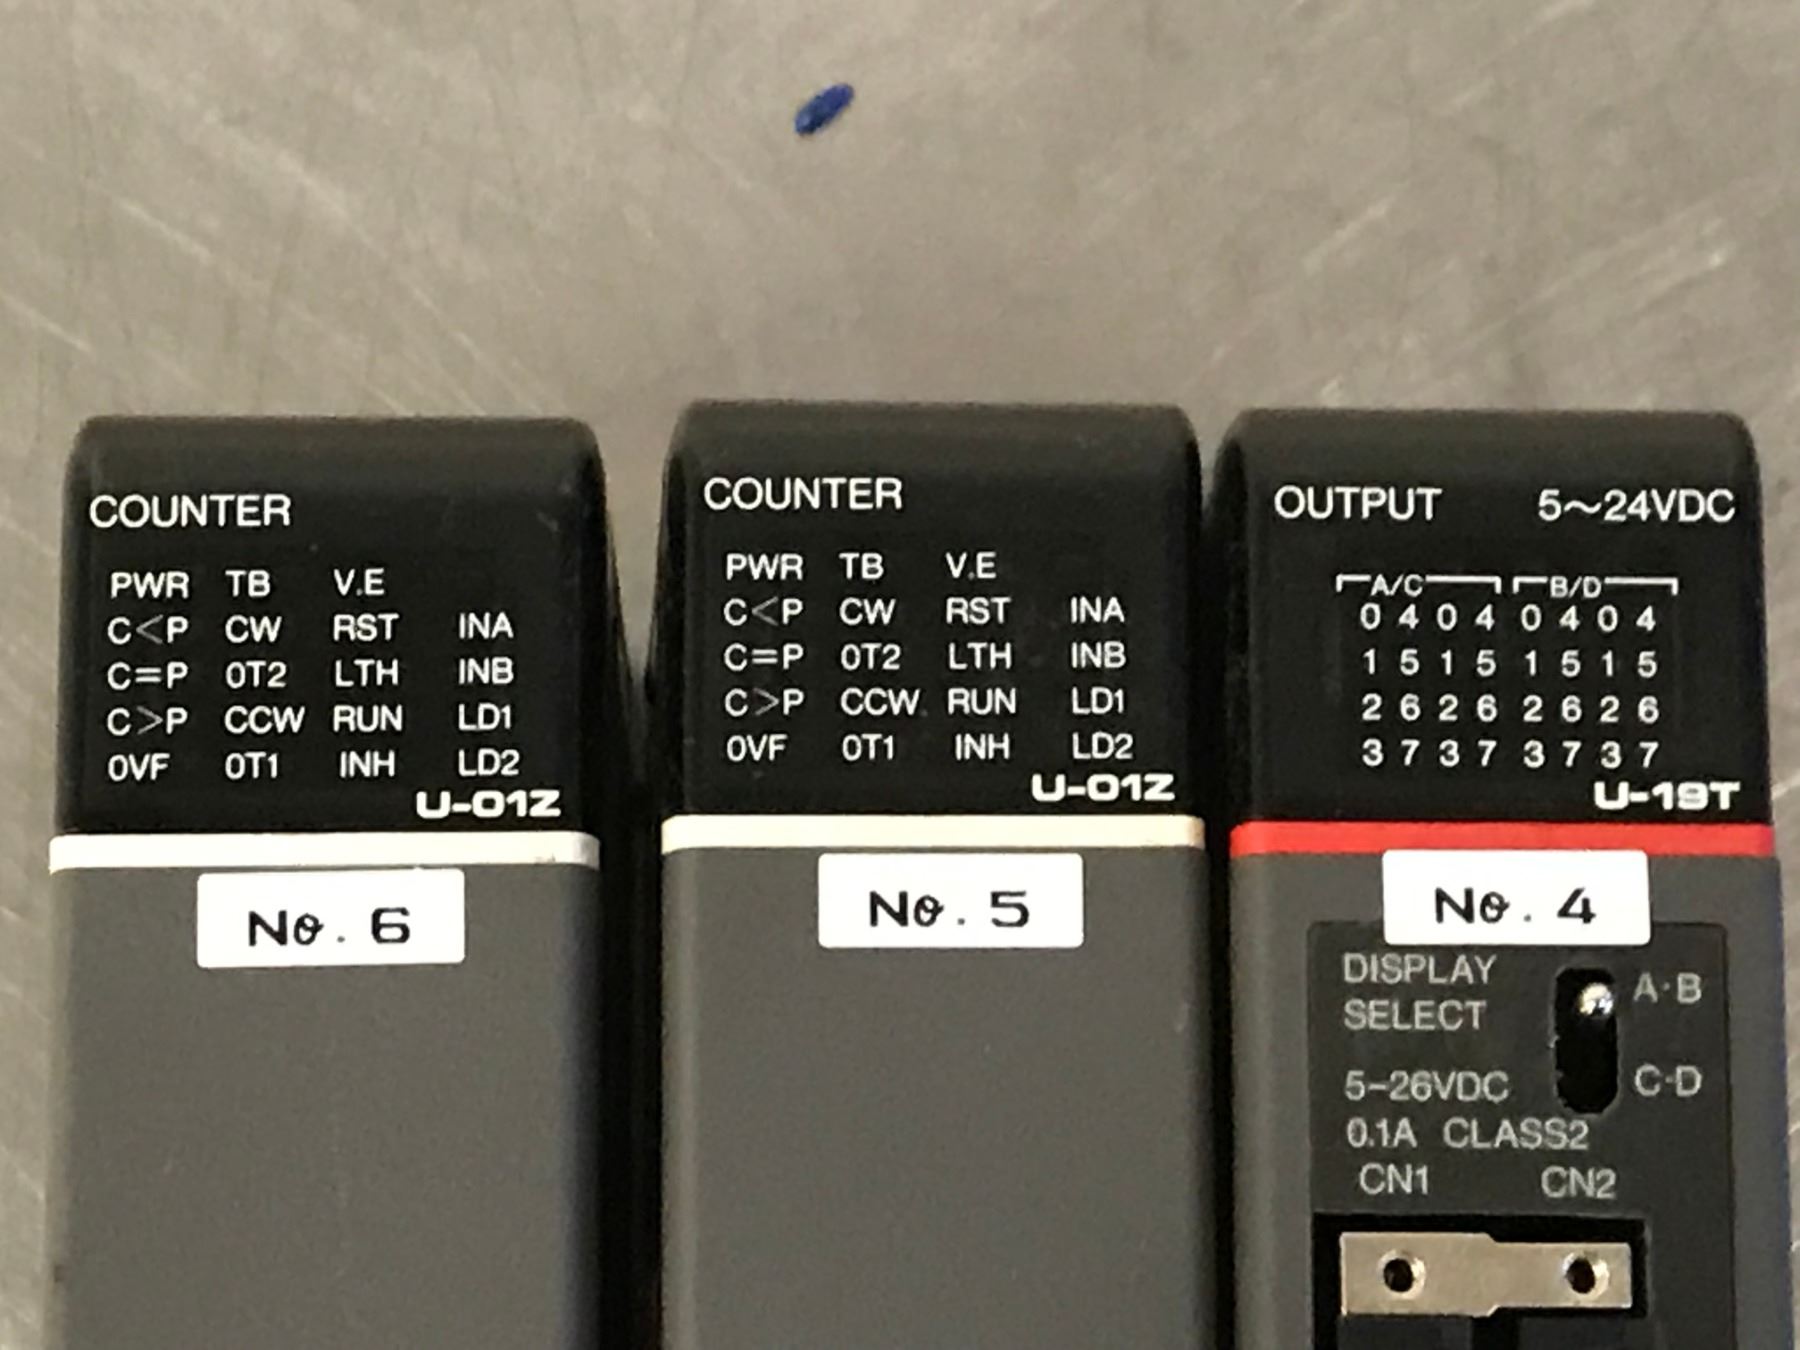 COUNTER
PWR TB V.E
C<P CW RST INA
C=P 0T2 LTH INB
C>P CCW RUN LD1
0VF 0T1 INH LD2
U-01Z
No. 6
COUNTER
PWR TB V.E
C<P CW RST INA
C=P 0T2 LTH INB
C>P CCW RUN LD1
0VF 0T1 INH LD2
U-01Z
No. 5
OUTPUT 5~24VDC
A/C B/D
0 4 0 4 0 4 0 4
1 5 1 5 1 5 1 5
2 6 2 6 2 6 2 6
3 7 3 7 3 7 3 7
U-19T
No. 4
DISPLAY SELECT
A·B
C·D
5-26VDC
0.1A CLASS2
CN1 CN2